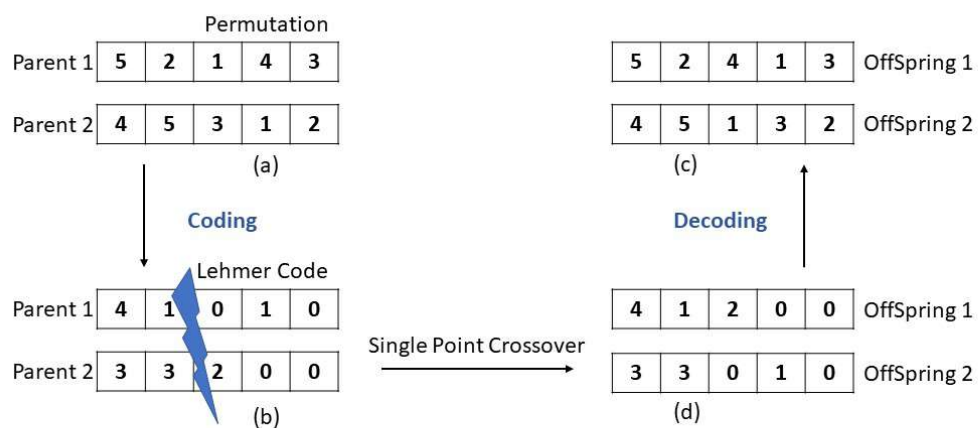 Permutation
Parent 1 5 2 1 4 3
Parent 2 4 5 3 1 2
(a)
5 2 4 1 3 OffSpring 1
4 5 1 3 2 OffSpring 2
(c)
Coding
Decoding
Lehmer Code
Parent 1 4 1 0 1 0
Parent 2 3 3 2 0 0
(b)
Single Point Crossover
4 1 2 0 0 OffSpring 1
3 3 0 1 0 OffSpring 2
(d)